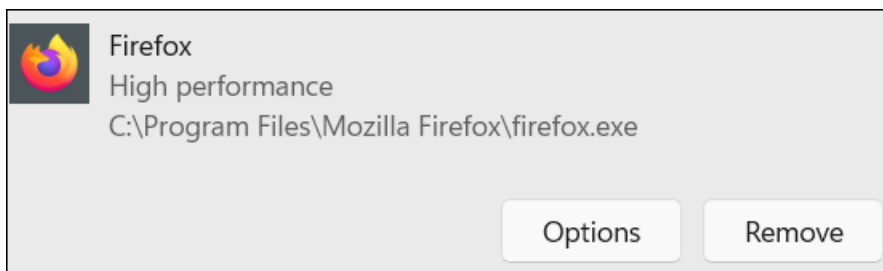 Firefox
High performance
C:\Program Files\Mozilla Firefox\firefox.exe
Options
Remove